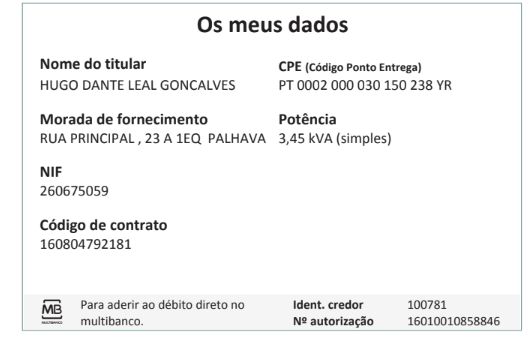 Os meus dados
Nome do titular
HUGO DANTE LEAL GONCALVES
CPE (Código Ponto Entrega)
PT 0002 000 030 150 238 YR
Morada de fornecimento
RUA PRINCIPAL , 23 A 1EQ PALHAVA
Potência
3,45 kVA (simples)
NIF
260675059
Código de contrato
160804792181
MB
MULTIBANCO
Para aderir ao débito direto no
multibanco.
Ident. credor 100781
Nº autorização 16010010858846